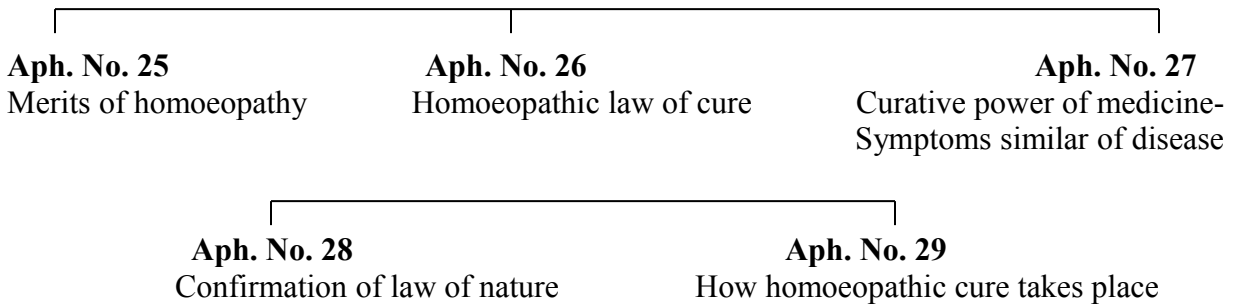 Aph. No. 25 Aph. No. 26 Aph. No. 27
Merits of homoeopathy Homoeopathic law of cure Curative power of medicine-
Symptoms similar of disease
Aph. No. 28 Aph. No. 29
Confirmation of law of nature How homoeopathic cure takes place